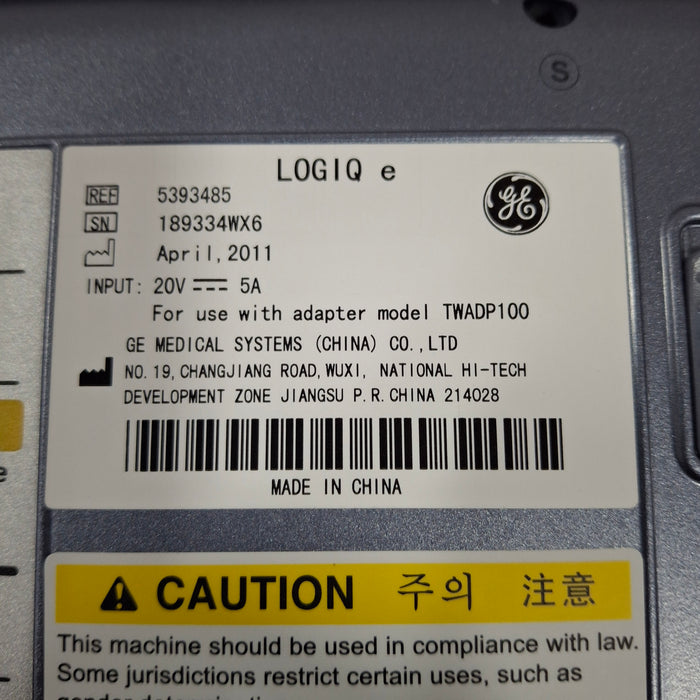 S
LOGIQ e
REF 5393485
GE
SN 189334WX6
April, 2011
INPUT: 20V 5A
For use with adapter model TWADP100
GE MEDICAL SYSTEMS (CHINA) CO., LTD
NO. 19, CHANGJIANG ROAD, WUXI, NATIONAL HI-TECH
DEVELOPMENT ZONE JIANGSU P. R. CHINA 214028
MADE IN CHINA
e
CAUTION 주의 注意
This machine should be used in compliance with law.
Some jurisdictions restrict certain uses, such as